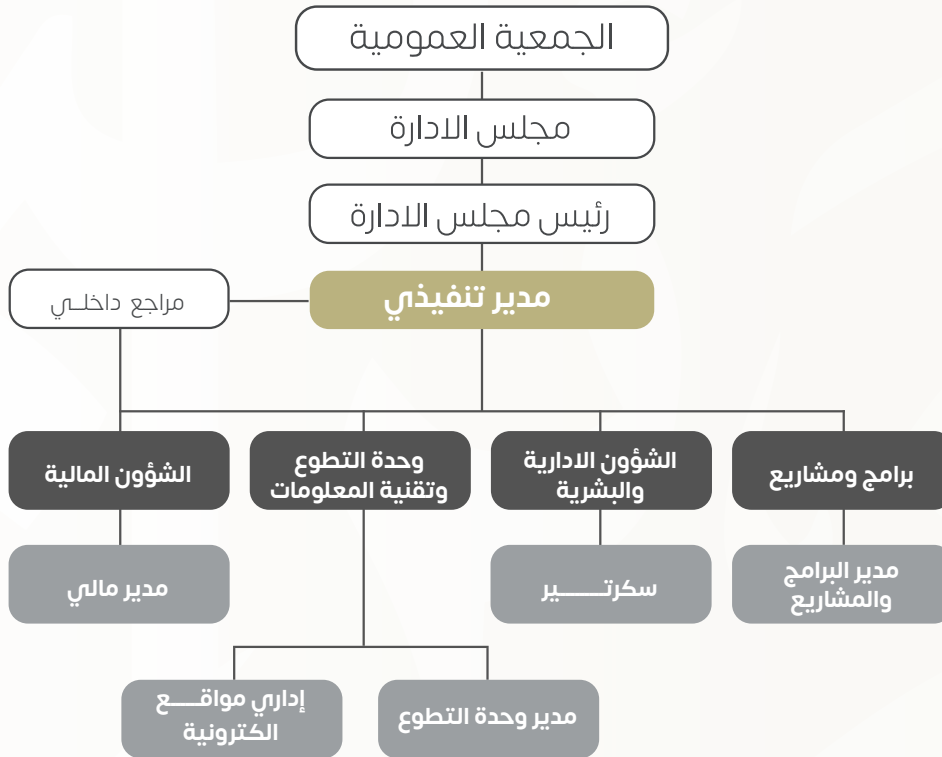 الجمعية العمومية
مجلس الادارة
رئيس مجلس الادارة
مدير تنفيذي
مراجع داخلـي
برامج ومشاريع
الشؤون الادارية
والبشرية
وحدة التطوع
وتقنية المعلومات
الشؤون المالية
مدير البرامج
والمشاريع
سكرتـــــير
مدير مالي
مدير وحدة التطوع
إداري مواقـــع
الكترونية